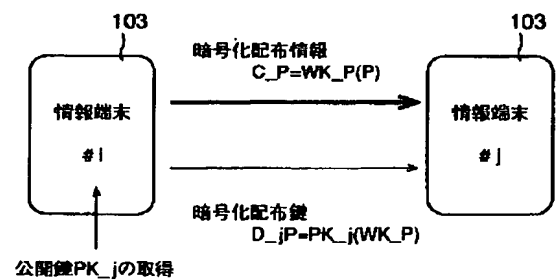 103
103
暗号化配布情報
C_P=WK_P(P)
情報端末
#i
情報端末
#j
暗号化配布鍵
D_jP=PK_j(WK_P)
公開鍵PK_jの取得